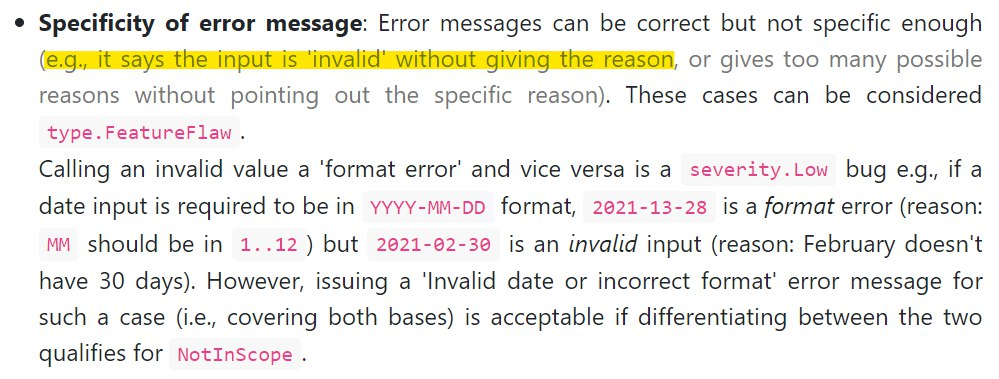 • Specificity of error message: Error messages can be correct but not specific enough
(e.g., it says the input is 'invalid' without giving the reason, or gives too many possible
reasons without pointing out the specific reason). These cases can be considered
type.FeatureFlaw.
Calling an invalid value a 'format error' and vice versa is a severity.Low bug e.g., if a
date input is required to be in YYYY-MM-DD format, 2021-13-28 is a format error (reason:
MM should be in 1..12 ) but 2021-02-30 is an invalid input (reason: February doesn't
have 30 days). However, issuing a 'Invalid date or incorrect format' error message for
such a case (i.e., covering both bases) is acceptable if differentiating between the two
qualifies for NotInScope.